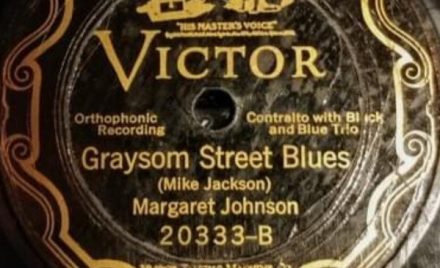 "HIS MASTER'S VOICE"
VICTOR
Orthophonic Recording
Contralto with Black and Blue Trio
Graysom Street Blues
(Mike Jackson)
Margaret Johnson
20333-B